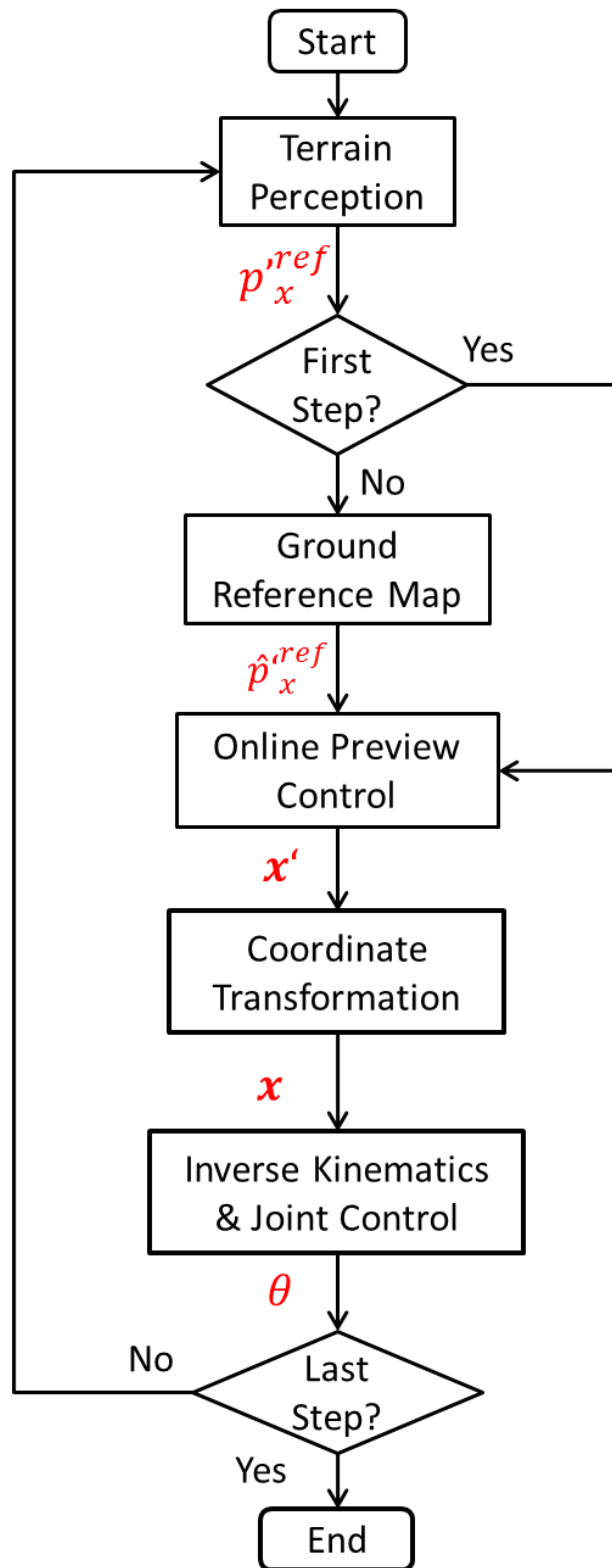 Start
Terrain
Perception
p'_x^{ref}
First
Step?
Yes
No
Ground
Reference Map
p̂‘_x^{ref}
Online Preview
Control
x‘
Coordinate
Transformation
x
Inverse Kinematics
& Joint Control
θ
No
Last
Step?
Yes
End